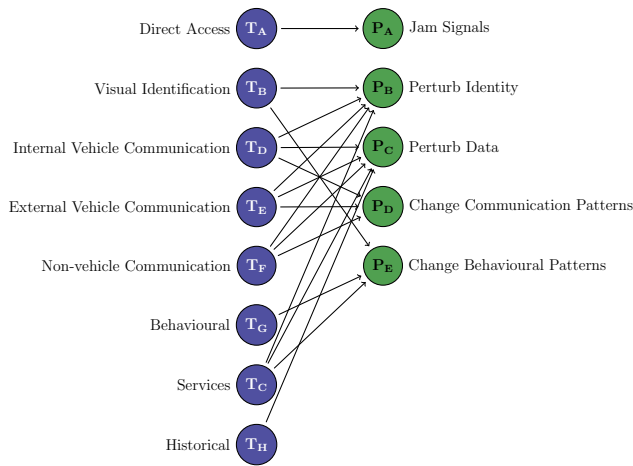 Direct Access T_A P_A Jam Signals
Visual Identification T_B P_B Perturb Identity
Internal Vehicle Communication T_D P_C Perturb Data
External Vehicle Communication T_E P_D Change Communication Patterns
Non-vehicle Communication T_F P_E Change Behavioural Patterns
Behavioural T_G
Services T_C
Historical T_H